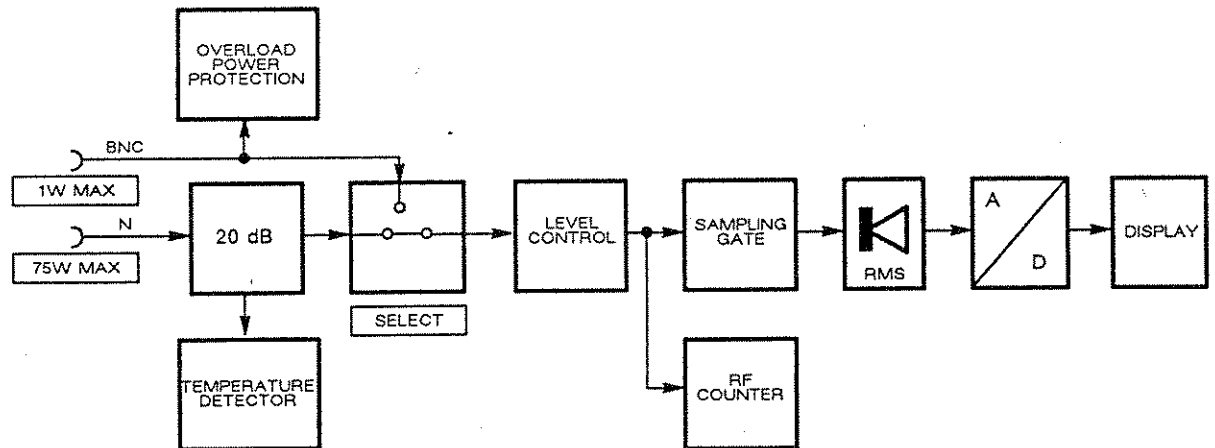 OVERLOAD
POWER
PROTECTION
BNC
1W MAX
N
75W MAX
20 dB
SELECT
TEMPERATURE
DETECTOR
LEVEL
CONTROL
SAMPLING
GATE
RF
COUNTER
RMS
A
D
DISPLAY